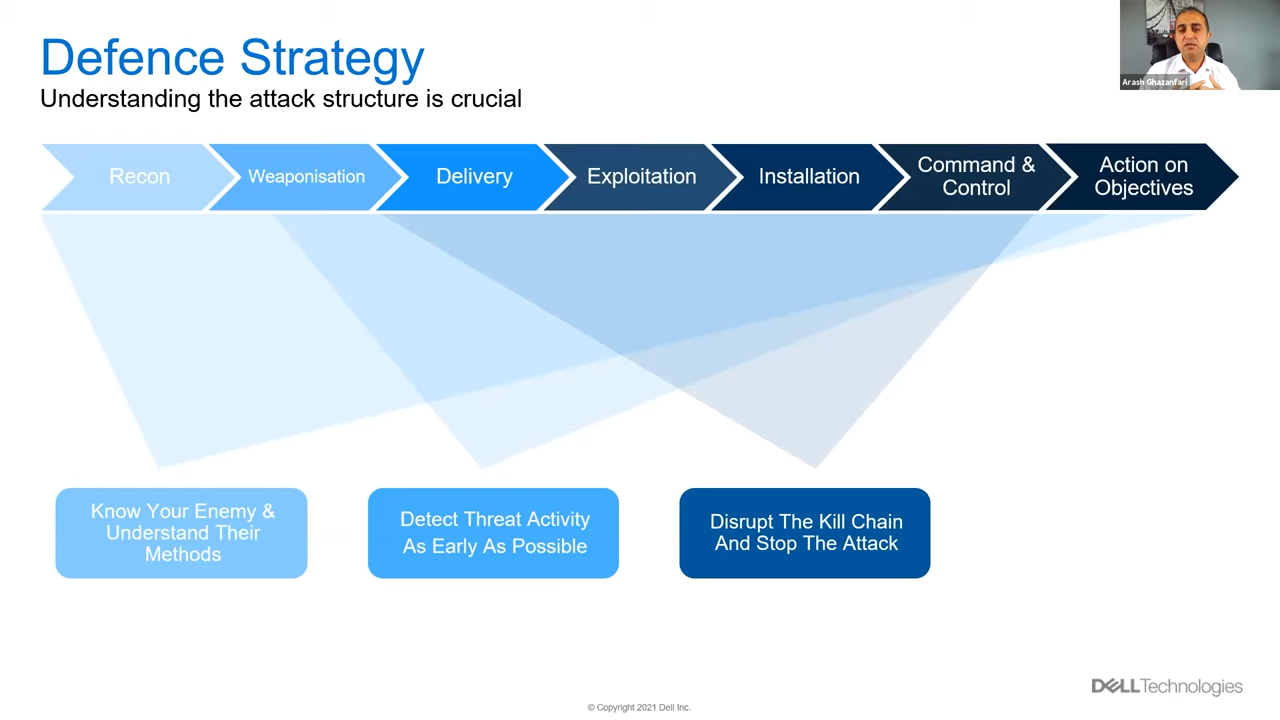 Defence Strategy
Understanding the attack structure is crucial
Arash Ghazanfari
Recon
Weaponisation
Delivery
Exploitation
Installation
Command &
Control
Action on
Objectives
Know Your Enemy &
Understand Their
Methods
Detect Threat Activity
As Early As Possible
Disrupt The Kill Chain
And Stop The Attack
DELLTechnologies
© Copyright 2021 Dell Inc.